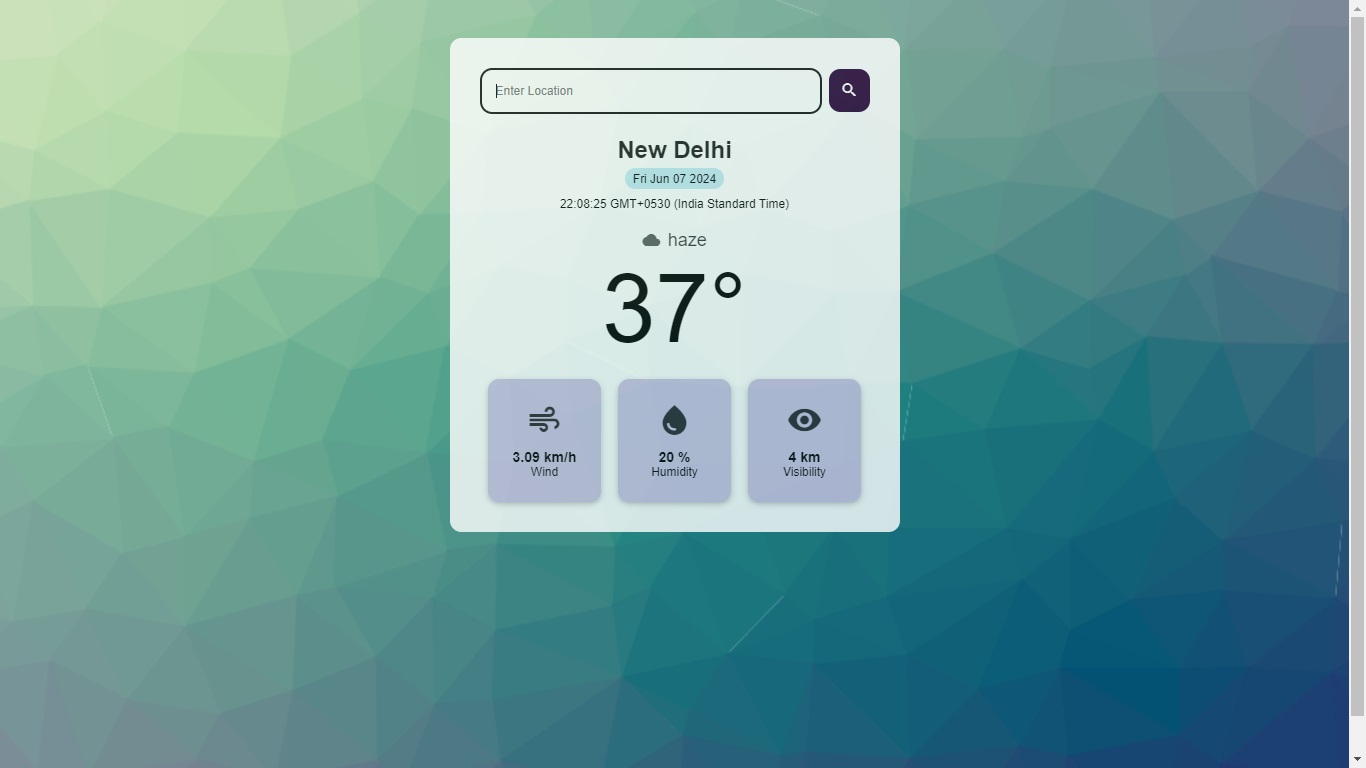 Enter Location
New Delhi
Fri Jun 07 2024
22:08:25 GMT+0530 (India Standard Time)
haze
37°
3.09 km/h
Wind
20 %
Humidity
4 km
Visibility